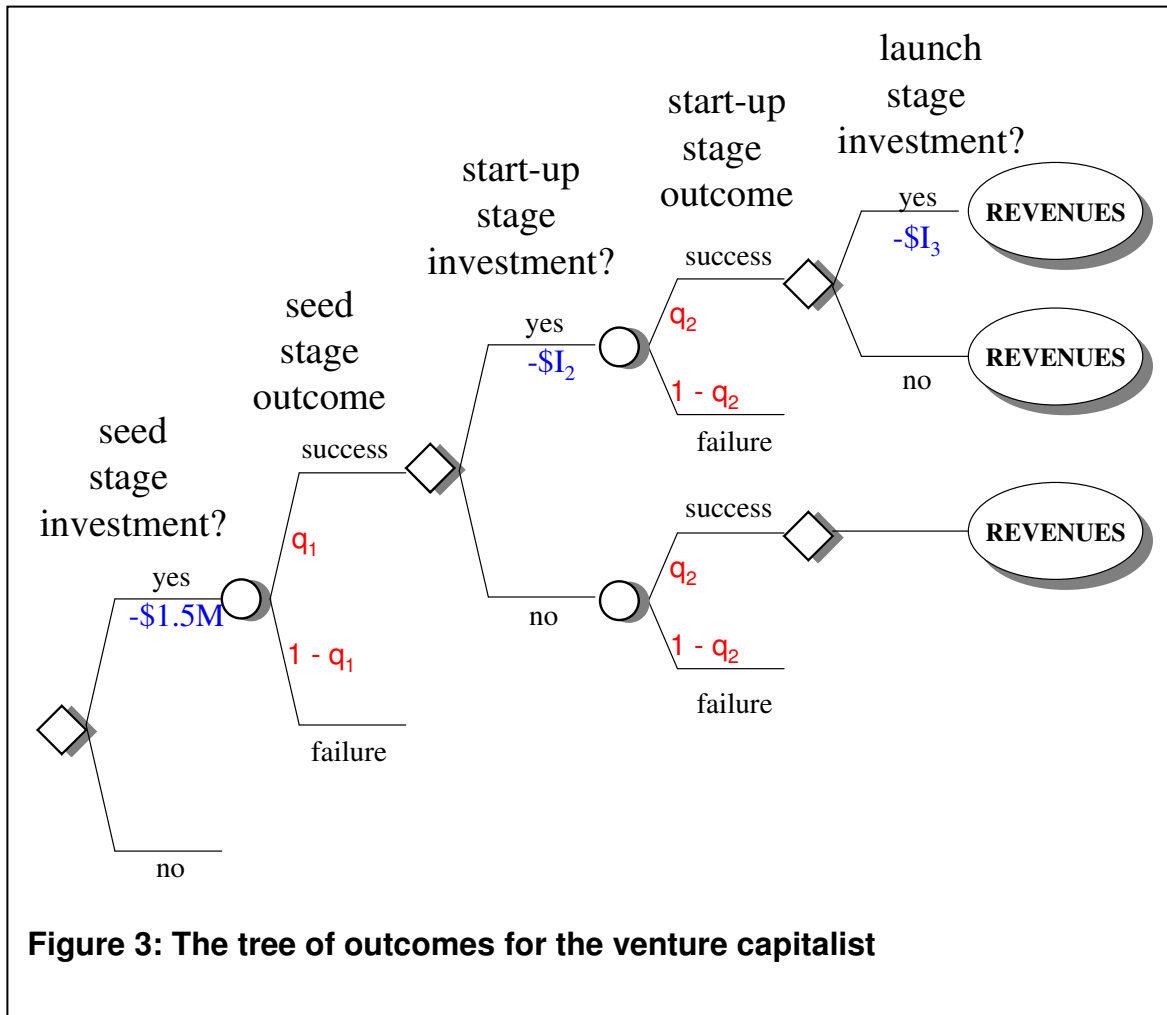 launch
stage
investment?
start-up
stage
outcome
start-up
stage
investment?
seed
stage
outcome
seed
stage
investment?
yes
-$I₃
REVENUES
success
q₂
yes
-$I₂
no
REVENUES
1 - q₂
failure
success
q₁
success
REVENUES
yes
-$1.5M
q₂
no
1 - q₁
1 - q₂
failure
failure
no
Figure 3: The tree of outcomes for the venture capitalist